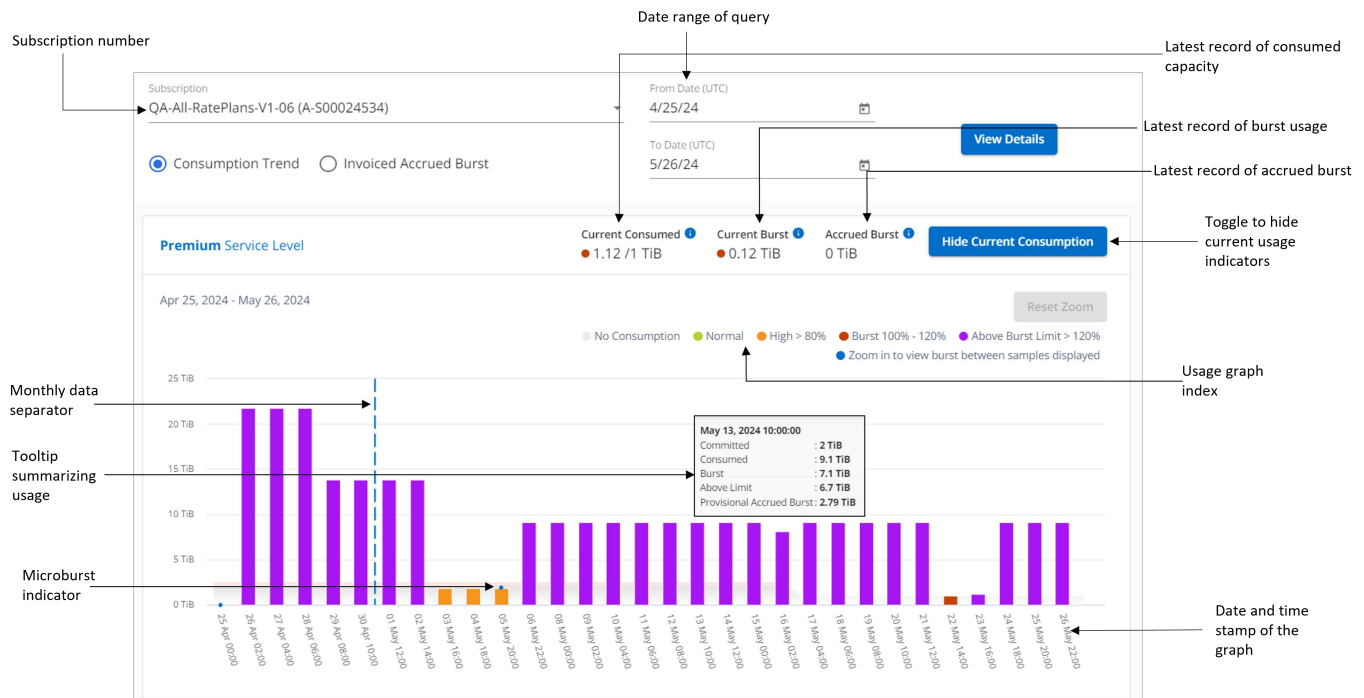 Date range of query
Subscription number
Latest record of consumed
capacity
Subscription
QA-All-RatePlans-V1-06 (A-S00024534)
From Date (UTC)
4/25/24
Latest record of burst usage
View Details
To Date (UTC)
5/26/24
Consumption Trend
Invoiced Accrued Burst
Latest record of accrued burst
Toggle to hide
current usage
indicators
Premium Service Level
Current Consumed
1.12 /1 TiB
Current Burst
0.12 TiB
Accrued Burst
0 TiB
Hide Current Consumption
Apr 25, 2024 - May 26, 2024
Reset Zoom
No Consumption
Normal
High > 80%
Burst 100% - 120%
Above Burst Limit > 120%
Zoom in to view burst between samples displayed
Usage graph
index
Monthly data
separator
Tooltip
summarizing
usage
Microburst
indicator
25 TiB
20 TiB
15 TiB
10 TiB
5 TiB
0 TiB
May 13, 2024 10:00:00
Committed : 2 TiB
Consumed : 9.1 TiB
Burst : 7.1 TiB
Above Limit : 6.7 TiB
Provisional Accrued Burst : 2.79 TiB
25 Apr 00:00
26 Apr 02:00
27 Apr 04:00
28 Apr 06:00
29 Apr 08:00
30 Apr 10:00
01 May 12:00
02 May 14:00
03 May 16:00
04 May 18:00
05 May 20:00
06 May 22:00
08 May 00:00
09 May 02:00
10 May 04:00
11 May 06:00
12 May 08:00
13 May 10:00
14 May 12:00
15 May 00:00
16 May 02:00
17 May 04:00
18 May 06:00
19 May 08:00
20 May 10:00
21 May 12:00
22 May 14:00
23 May 16:00
24 May 18:00
25 May 20:00
26 May 22:00
Date and time
stamp of the
graph